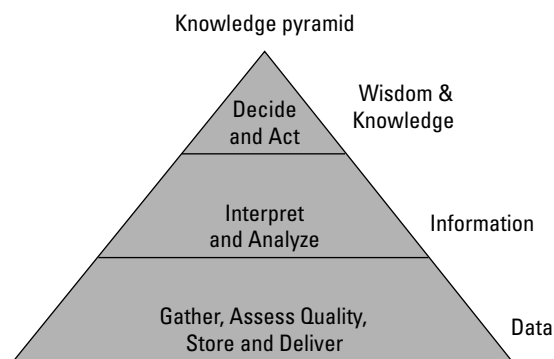 Knowledge pyramid
Decide
and Act
Wisdom &
Knowledge
Interpret
and Analyze
Information
Gather, Assess Quality,
Store and Deliver
Data